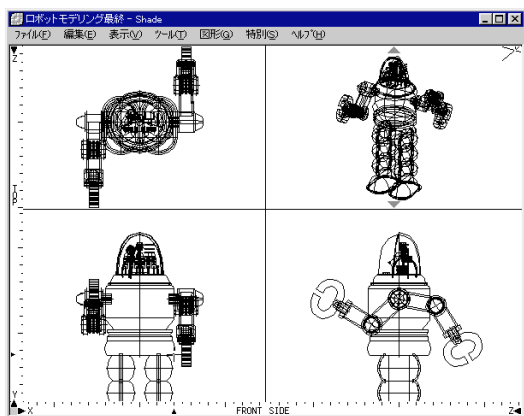 ロボットモデリング最終 - Shade
ファイル(F) 編集(E) 表示(V) ツール(T) 図形(G) 特別(S) ヘルプ(H)
Z
TOP
Y
X FRONT SIDE Z